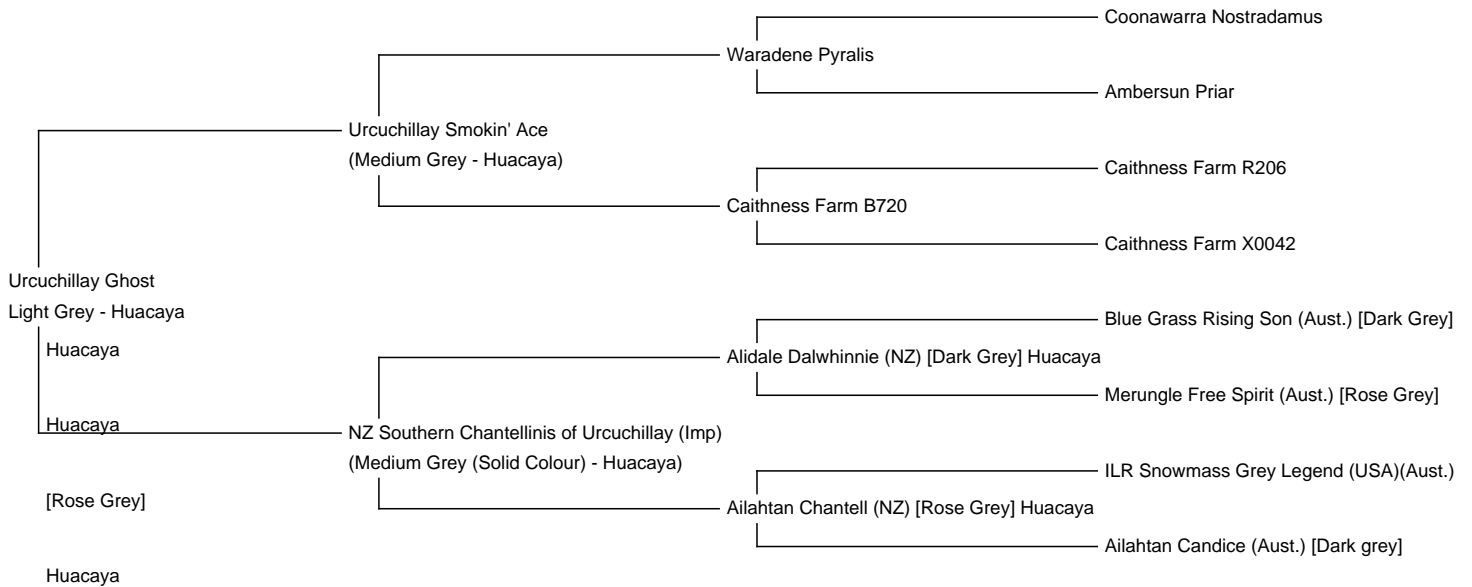 Coonawarra Nostradamus
Waradene Pyralis
Ambersun Priar
Urcuchillay Smokin' Ace
(Medium Grey - Huacaya)
Caithness Farm R206
Caithness Farm B720
Caithness Farm X0042
Urcuchillay Ghost
Light Grey - Huacaya
Blue Grass Rising Son (Aust.) [Dark Grey]
Huacaya
Alidale Dalwhinnie (NZ) [Dark Grey] Huacaya
Merungle Free Spirit (Aust.) [Rose Grey]
Huacaya
NZ Southern Chantellinis of Urcuchillay (Imp)
(Medium Grey (Solid Colour) - Huacaya)
ILR Snowmass Grey Legend (USA)(Aust.)
[Rose Grey]
Ailahtan Chantell (NZ) [Rose Grey] Huacaya
Ailahtan Candice (Aust.) [Dark grey]
Huacaya